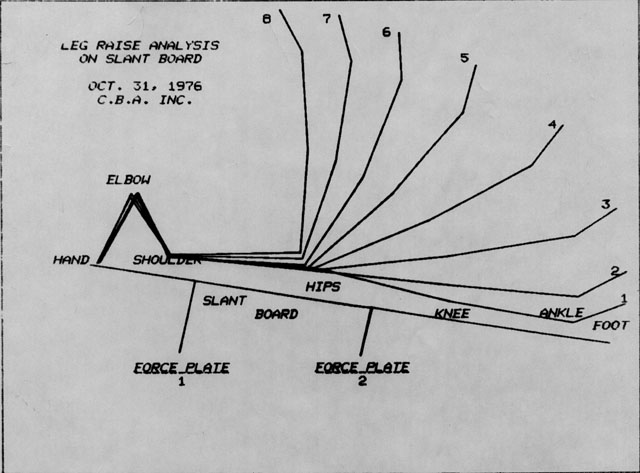 LEG RAISE ANALYSIS
ON SLANT BOARD
OCT. 31, 1976
C.B.A. INC.
8
7
6
5
4
3
2
1
ELBOW
HAND
SHOULDER
HIPS
SLANT
BOARD
KNEE
ANKLE
FOOT
FORCE PLATE
1
FORCE PLATE
2